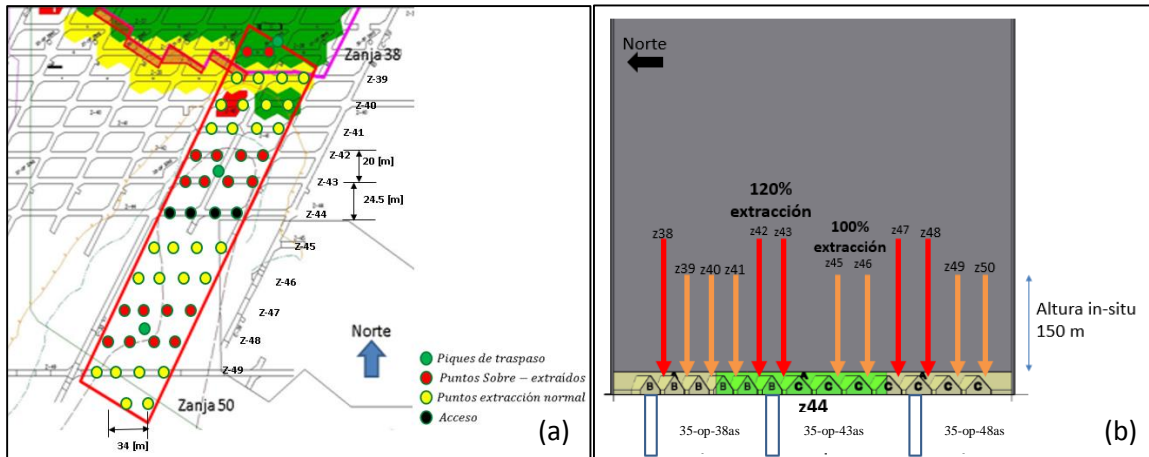 Zanja 38
Z-39
Z-40
Z-41
Z-42
20 [m]
Z-43
24.5 [m]
Z-44
Z-45
Z-46
Z-47
Z-48
Z-49
Zanja 50
34 [m]
Norte
Piques de traspaso
Puntos Sobre − extraídos
Puntos extracción normal
Acceso
(a)
Norte
120%
extracción
100%
extracción
z38
z39
z40
z41
z42
z43
z45
z46
z47
z48
z49
z50
Altura in-situ
150 m
B B B B B B C C C C C C C
z44
35-op-38as
35-op-43as
35-op-48as
(b)